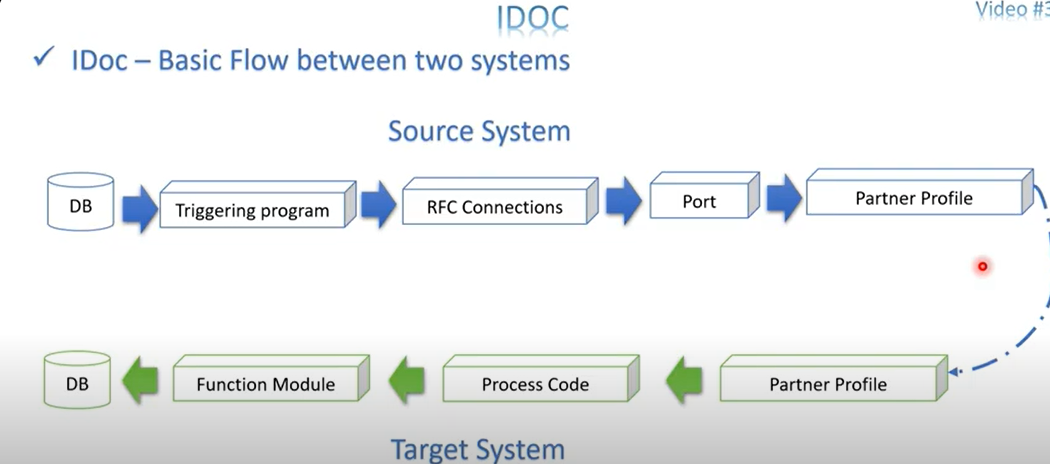 IDOC
Video #3
✓ IDoc – Basic Flow between two systems
Source System
DB
Triggering program
RFC Connections
Port
Partner Profile
DB
Function Module
Process Code
Partner Profile
Target System